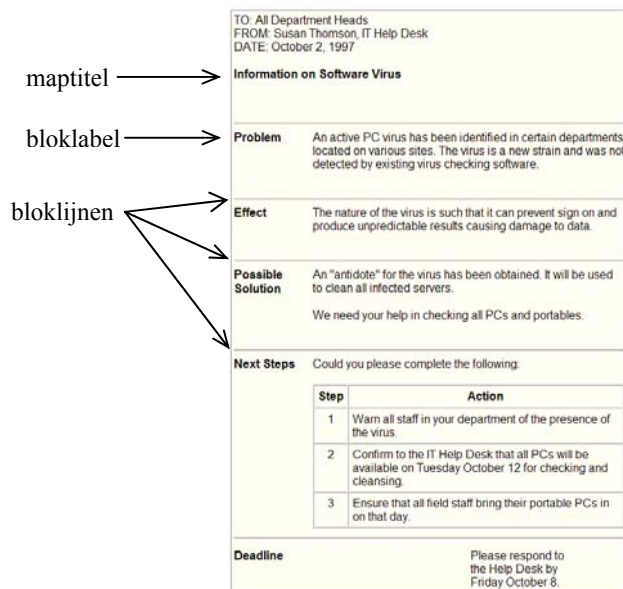 TO: All Department Heads
FROM: Susan Thomson, IT Help Desk
DATE: October 2, 1997
maptitel
Information on Software Virus
bloklabel
Problem An active PC virus has been identified in certain departments
located on various sites. The virus is a new strain and was not
detected by existing virus checking software.
bloklijnen
Effect The nature of the virus is such that it can prevent sign on and
produce unpredictable results causing damage to data.
Possible An "antidote" for the virus has been obtained. It will be used
Solution to clean all infected servers.
We need your help in checking all PCs and portables.
Next Steps Could you please complete the following:
Step Action
1 Warn all staff in your department of the presence of
the virus.
2 Confirm to the IT Help Desk that all PCs will be
available on Tuesday October 12 for checking and
cleansing.
3 Ensure that all field staff bring their portable PCs in
on that day.
Deadline Please respond to
the Help Desk by
Friday October 8.